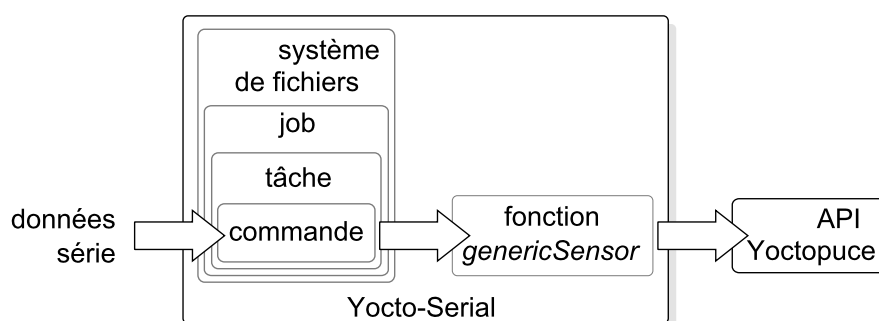 système
de fichiers
job
tâche
données
série
commande
fonction
genericSensor
API
Yoctopuce
Yocto-Serial